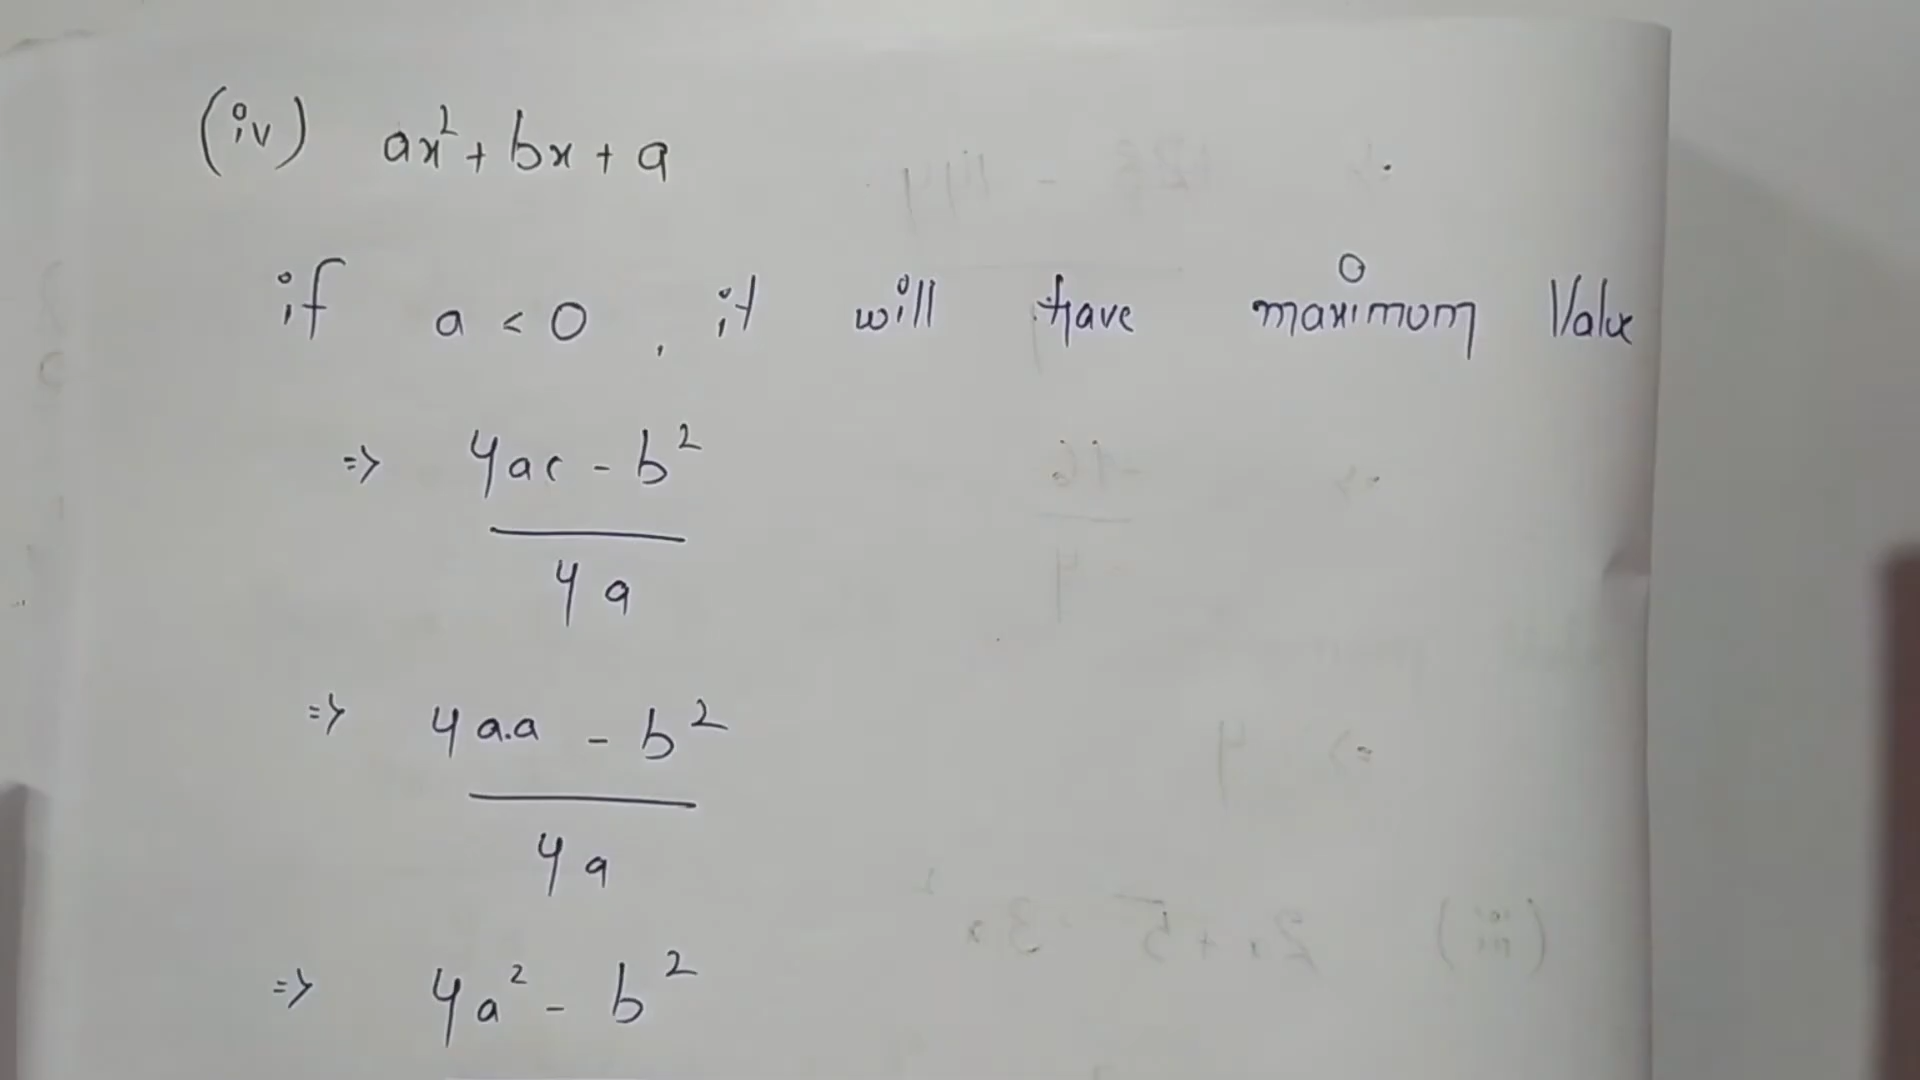 (iv) ax² + bx + a
if a < 0, it will have maximum Value
=> 4ac - b²
4a
=> 4a.a - b²
4a
=> 4a² - b²